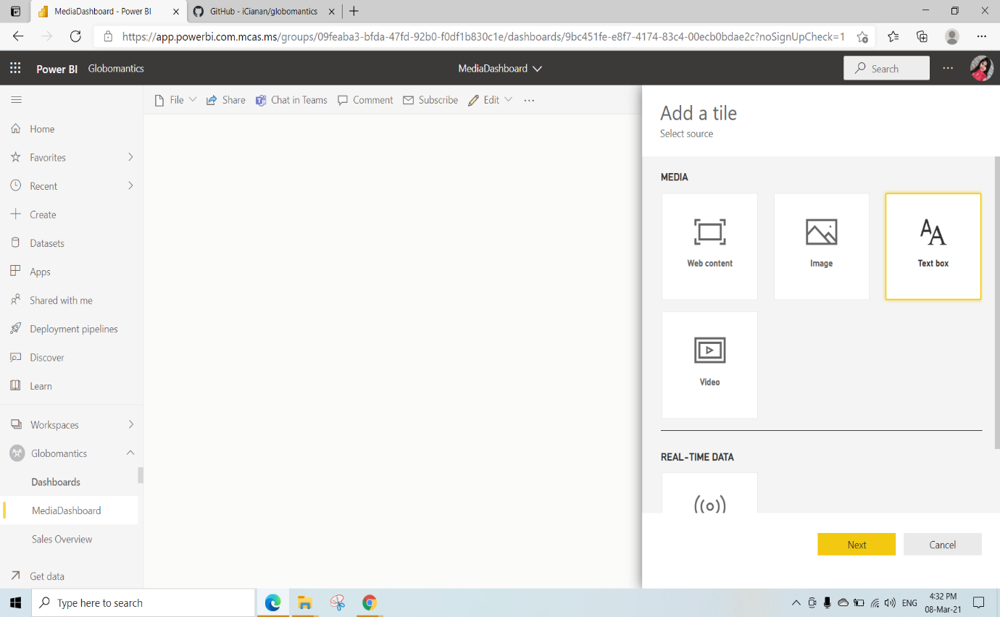 MediaDashboard - Power BI
GitHub - iCianan/globomantics
https://app.powerbi.com.mcas.ms/groups/09feaba3-bfda-47fd-92b0-f0df1b830c1e/dashboards/9bc451fe-e8f7-4174-83c4-00ecb0bdae2c?noSignUpCheck=1
Power BI Globomantics
MediaDashboard
Search
File
Share
Chat in Teams
Comment
Subscribe
Edit
Home
Favorites
Recent
Create
Datasets
Apps
Shared with me
Deployment pipelines
Discover
Learn
Workspaces
Globomantics
Dashboards
MediaDashboard
Sales Overview
Get data
Add a tile
Select source
MEDIA
Web content
Image
AA
Text box
Video
REAL-TIME DATA
Next
Cancel
Type here to search
ENG
4:32 PM
08-Mar-21